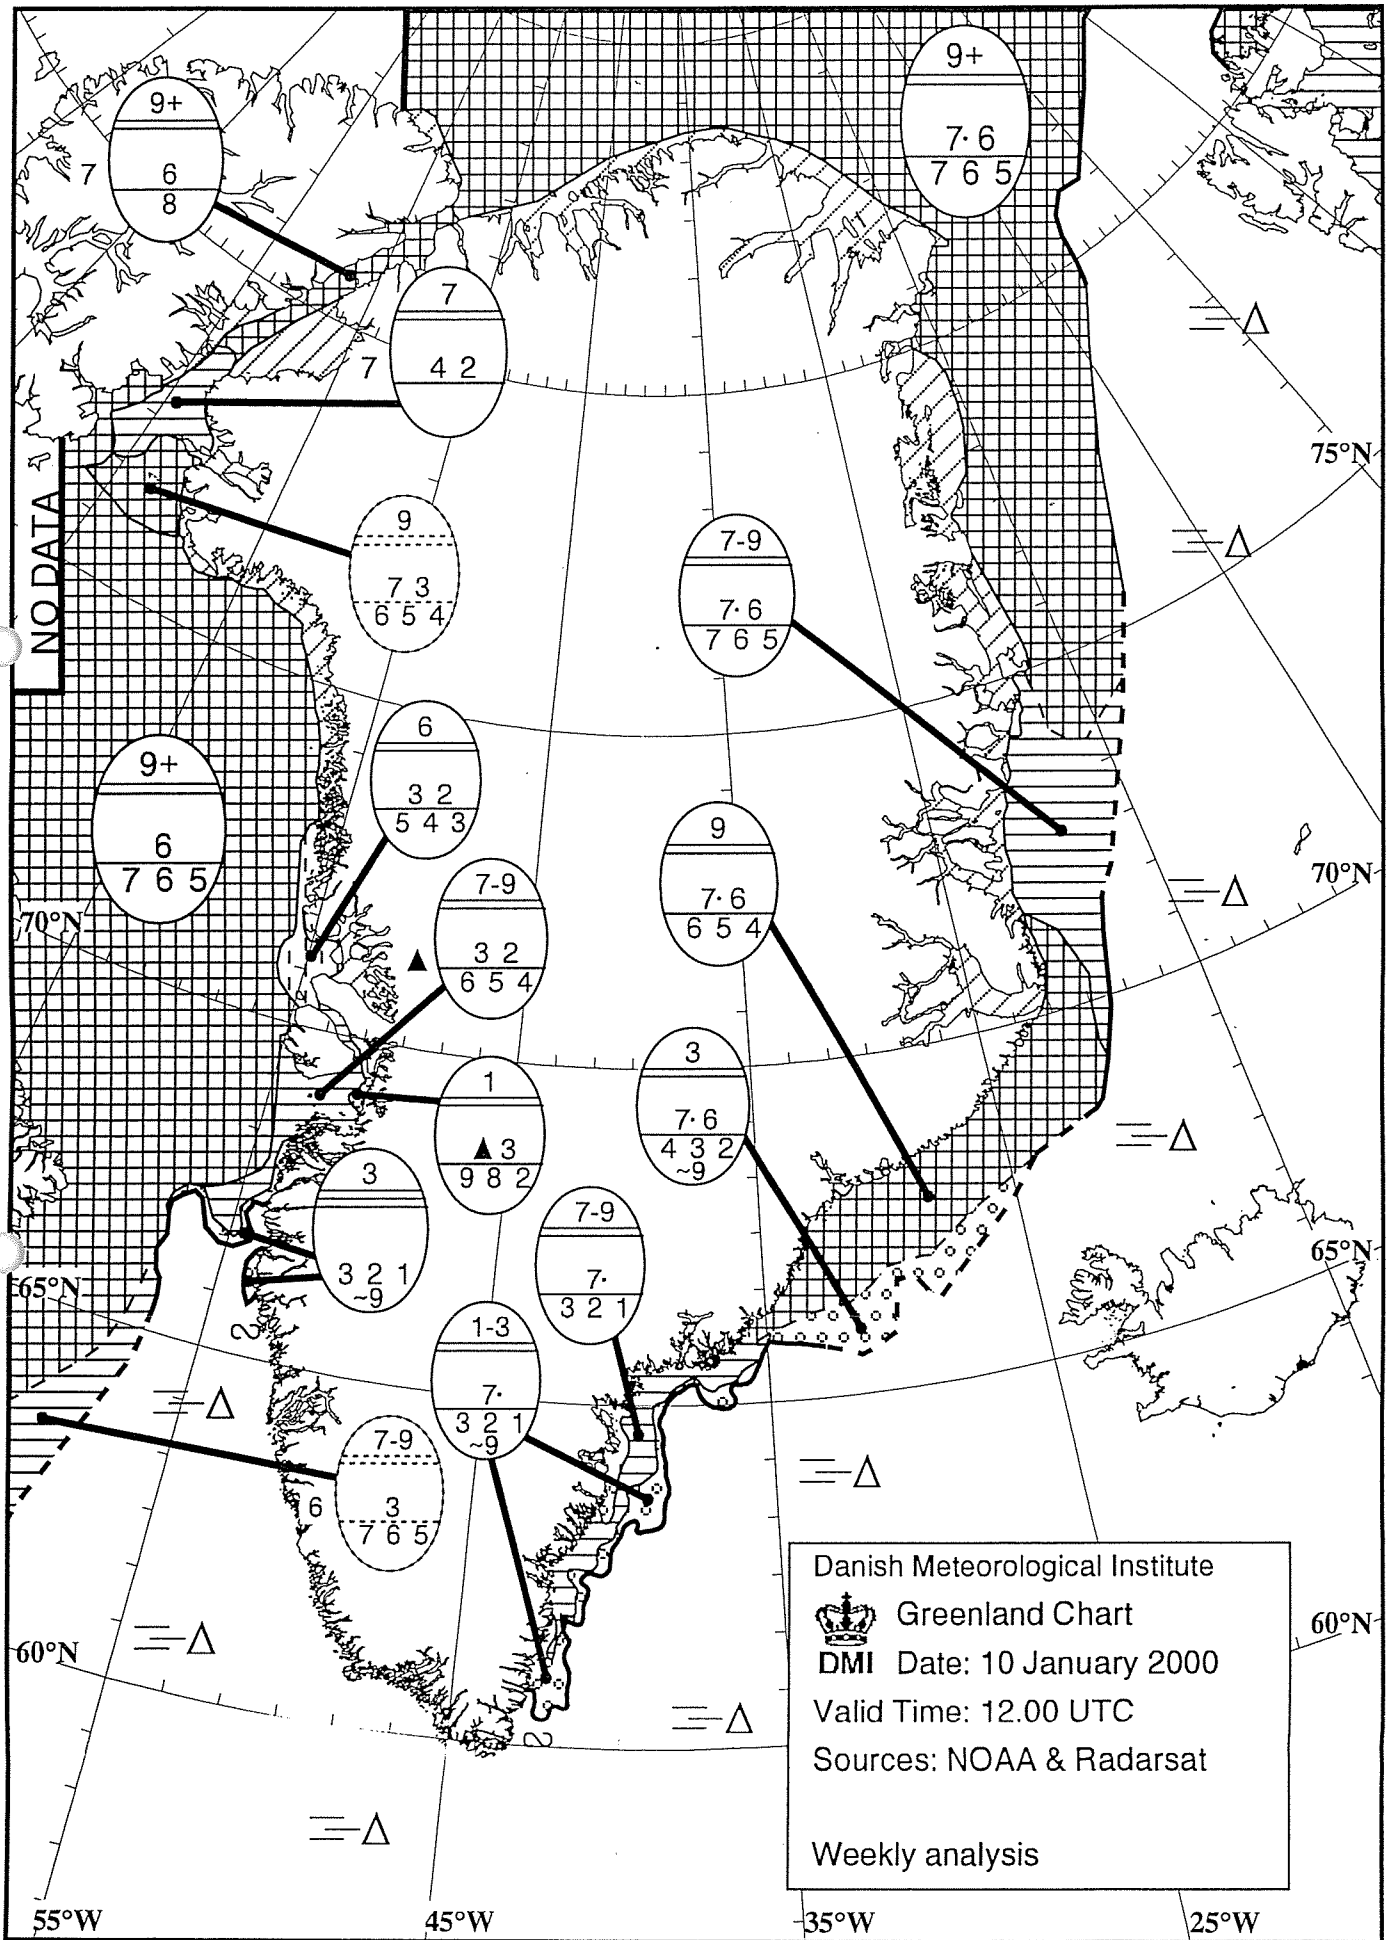 9+
7· 6
7 6 5
9+
7
6
8
7
7
4 2
75°N
NO DATA
9
7 3
6 5 4
7-9
7· 6
7 6 5
6
3 2
5 4 3
9+
6
7 6 5
9
7· 6
6 5 4
70°N
70°N
7-9
▲
3 2
6 5 4
3
7· 6
4 3 2
~9
1
▲ 3
9 8 2
3
3 2 1
~9
7-9
7·
3 2 1
65°N
65°N
2
1-3
7·
3 2 1
~9
7-9
6
3
7 6 5
2
60°N
60°N
Danish Meteorological Institute
Greenland Chart
DMI Date: 10 January 2000
Valid Time: 12.00 UTC
Sources: NOAA & Radarsat
Weekly analysis
55°W
45°W
35°W
25°W